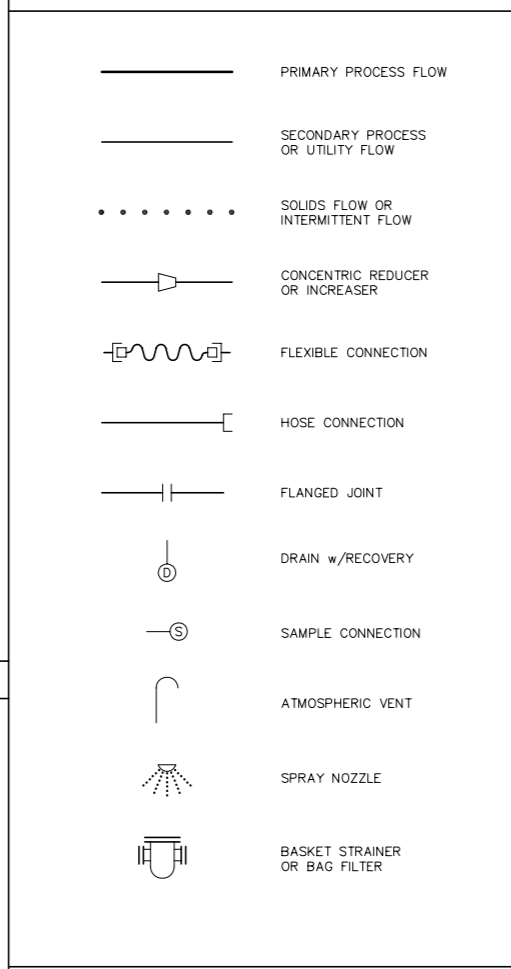 PRIMARY PROCESS FLOW
SECONDARY PROCESS
OR UTILITY FLOW
SOLIDS FLOW OR
INTERMITTENT FLOW
CONCENTRIC REDUCER
OR INCREASER
FLEXIBLE CONNECTION
HOSE CONNECTION
FLANGED JOINT
D
DRAIN w/RECOVERY
S
SAMPLE CONNECTION
ATMOSPHERIC VENT
SPRAY NOZZLE
BASKET STRAINER
OR BAG FILTER